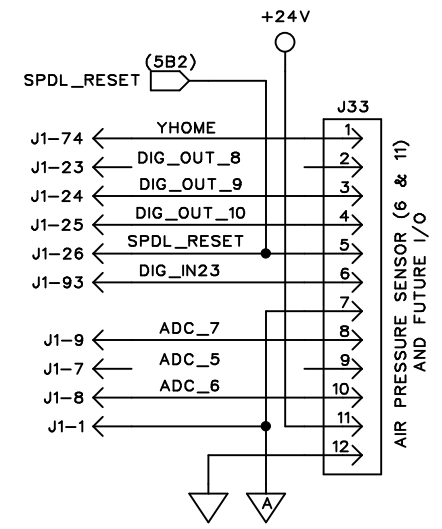 +24V
(5B2)
SPDL_RESET
J33
J1-74 YHOME 1
J1-23 DIG_OUT_8 2
J1-24 DIG_OUT_9 3
J1-25 DIG_OUT_10 4
J1-26 SPDL_RESET 5
J1-93 DIG_IN23 6
7
J1-9 ADC_7 8
J1-7 ADC_5 9
J1-8 ADC_6 10
J1-1 11
12
A
AIR PRESSURE SENSOR (6 & 11)
AND FUTURE I/O